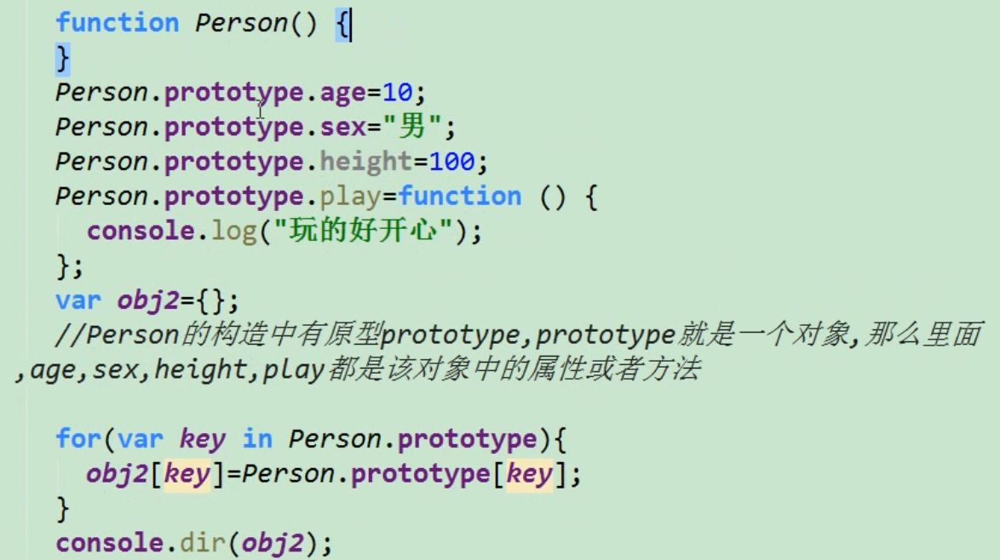 function Person() {
}
Person.prototype.age=10;
Person.prototype.sex="男";
Person.prototype.height=100;
Person.prototype.play=function () {
  console.log("玩的好开心");
};
var obj2={};
//Person的构造中有原型prototype,prototype就是一个对象,那么里面
,age,sex,height,play都是该对象中的属性或者方法
for(var key in Person.prototype){
  obj2[key]=Person.prototype[key];
}
console.dir(obj2);